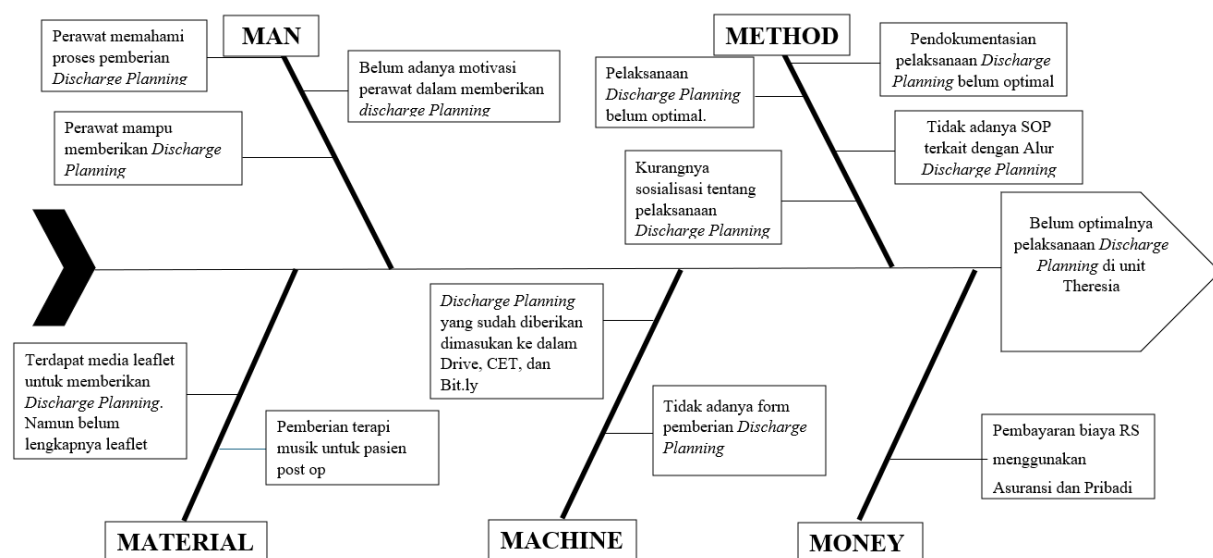 Perawat memahami
proses pemberian
Discharge Planning
MAN
Belum adanya motivasi
perawat dalam memberikan
discharge Planning
Perawat mampu
memberikan Discharge
Planning
METHOD
Pelaksanaan
Discharge Planning
belum optimal.
Pendokumentasian
pelaksanaan Discharge
Planning belum optimal
Kurangnya
sosialisasi tentang
pelaksanaan
Discharge Planning
Tidak adanya SOP
terkait dengan Alur
Discharge Planning
Belum optimalnya
pelaksanaan Discharge
Planning di unit
Theresia
Terdapat media leaflet
untuk memberikan
Discharge Planning.
Namun belum
lengkapnya leaflet
Pemberian terapi
musik untuk pasien
post op
MATERIAL
Discharge Planning
yang sudah diberikan
dimasukan ke dalam
Drive, CET, dan
Bit.ly
Tidak adanya form
pemberian Discharge
Planning
MACHINE
Pembayaran biaya RS
menggunakan
Asuransi dan Pribadi
MONEY